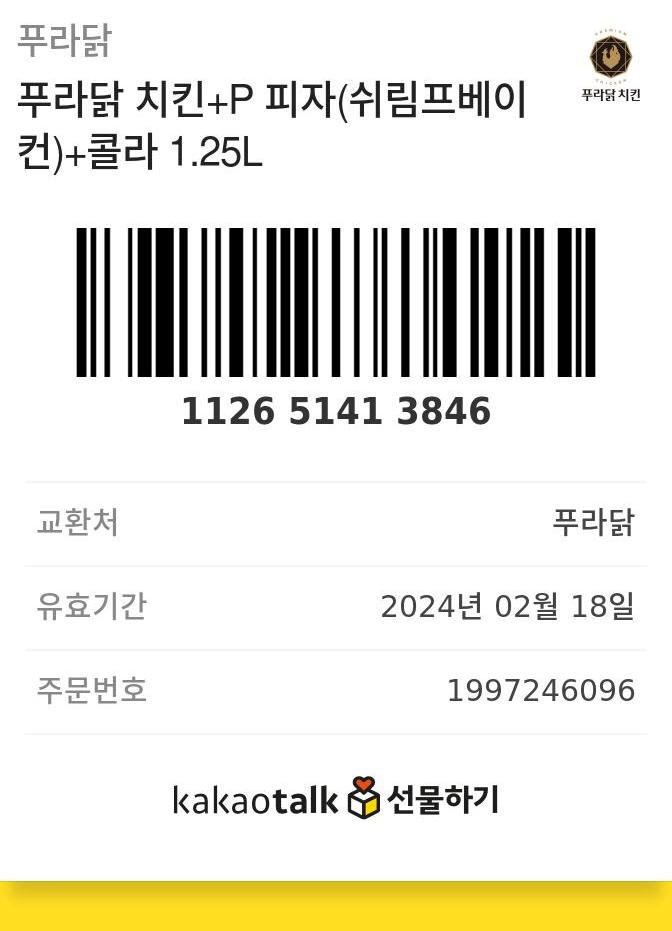 푸라닭
푸라닭 치킨+P 피자(쉬림프베이
컨)+콜라 1.25L
PREMIUM
CHICKEN
푸라닭 치킨
1126 5141 3846
교환처 푸라닭
유효기간 2024년 02월 18일
주문번호 1997246096
kakaotalk 선물하기